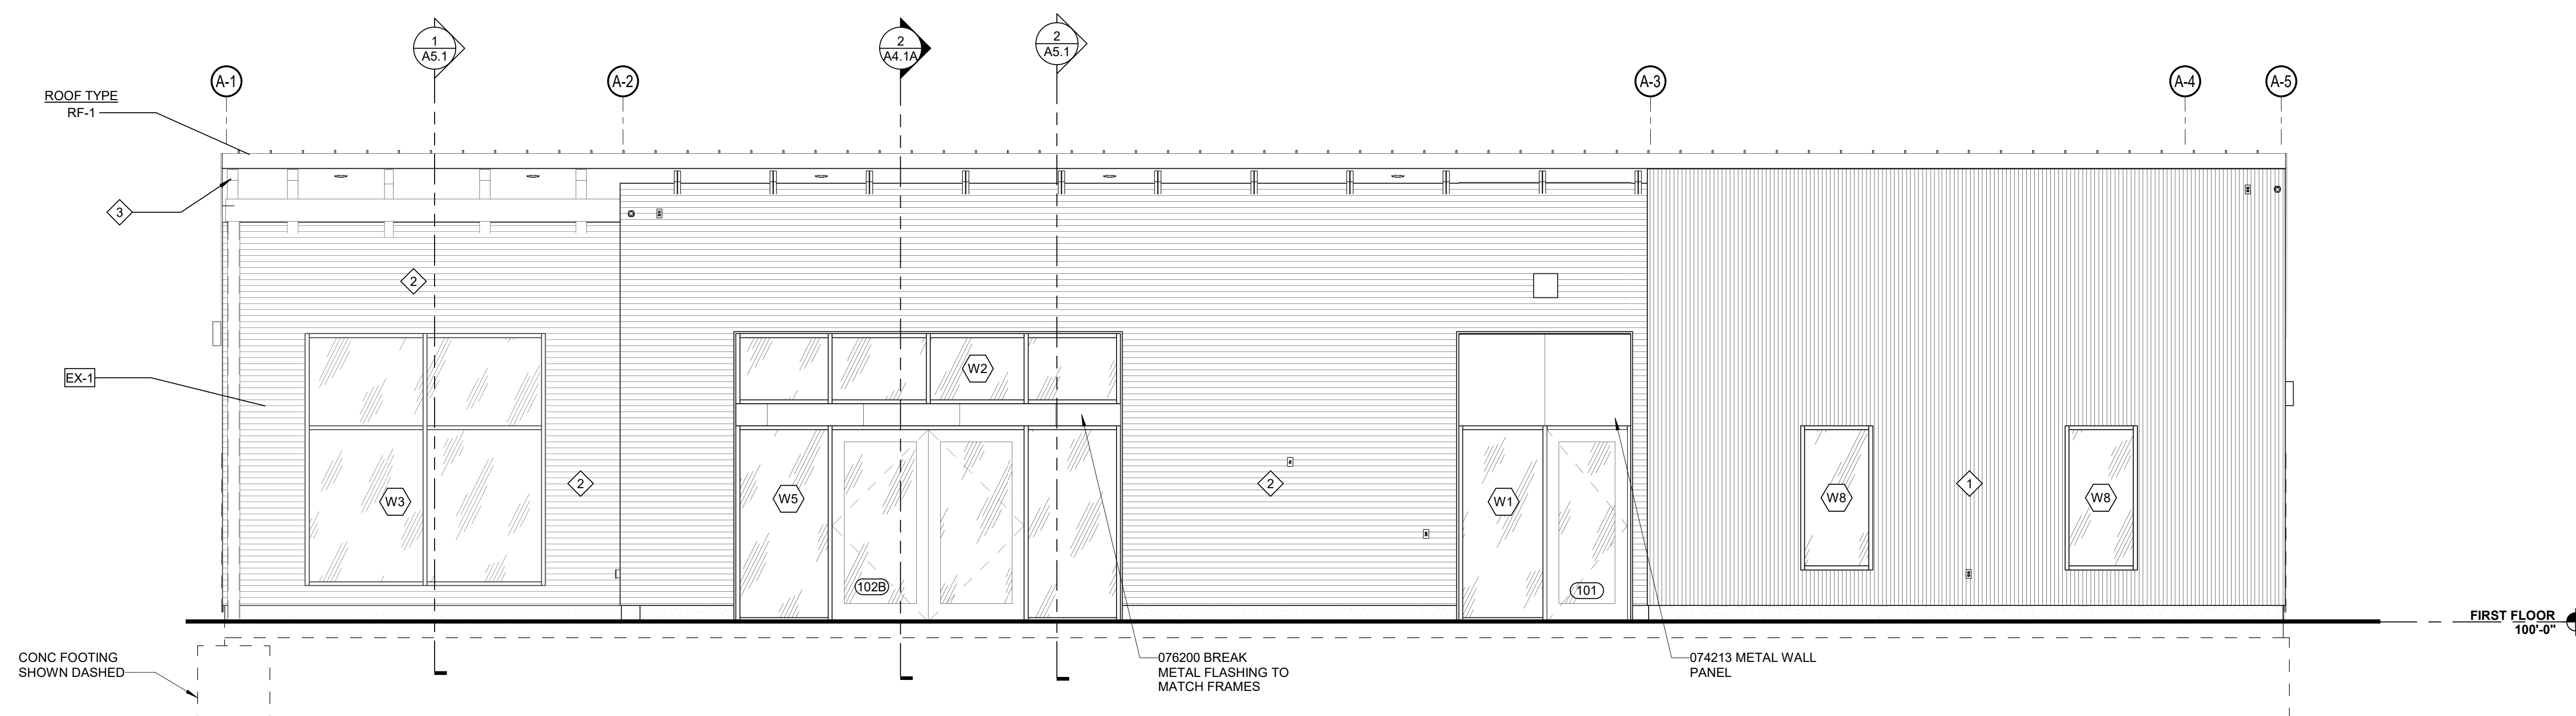 1
A5.1
2
A4.1A
2
A5.1
A-1
A-2
A-3
A-4
A-5
ROOF TYPE
RF-1
3
2
EX-1
W2
W3
2
W5
2
W1
W8
1
W8
102B
101
FIRST FLOOR
100'-0"
CONC FOOTING
SHOWN DASHED
076200 BREAK
METAL FLASHING TO
MATCH FRAMES
074213 METAL WALL
PANEL